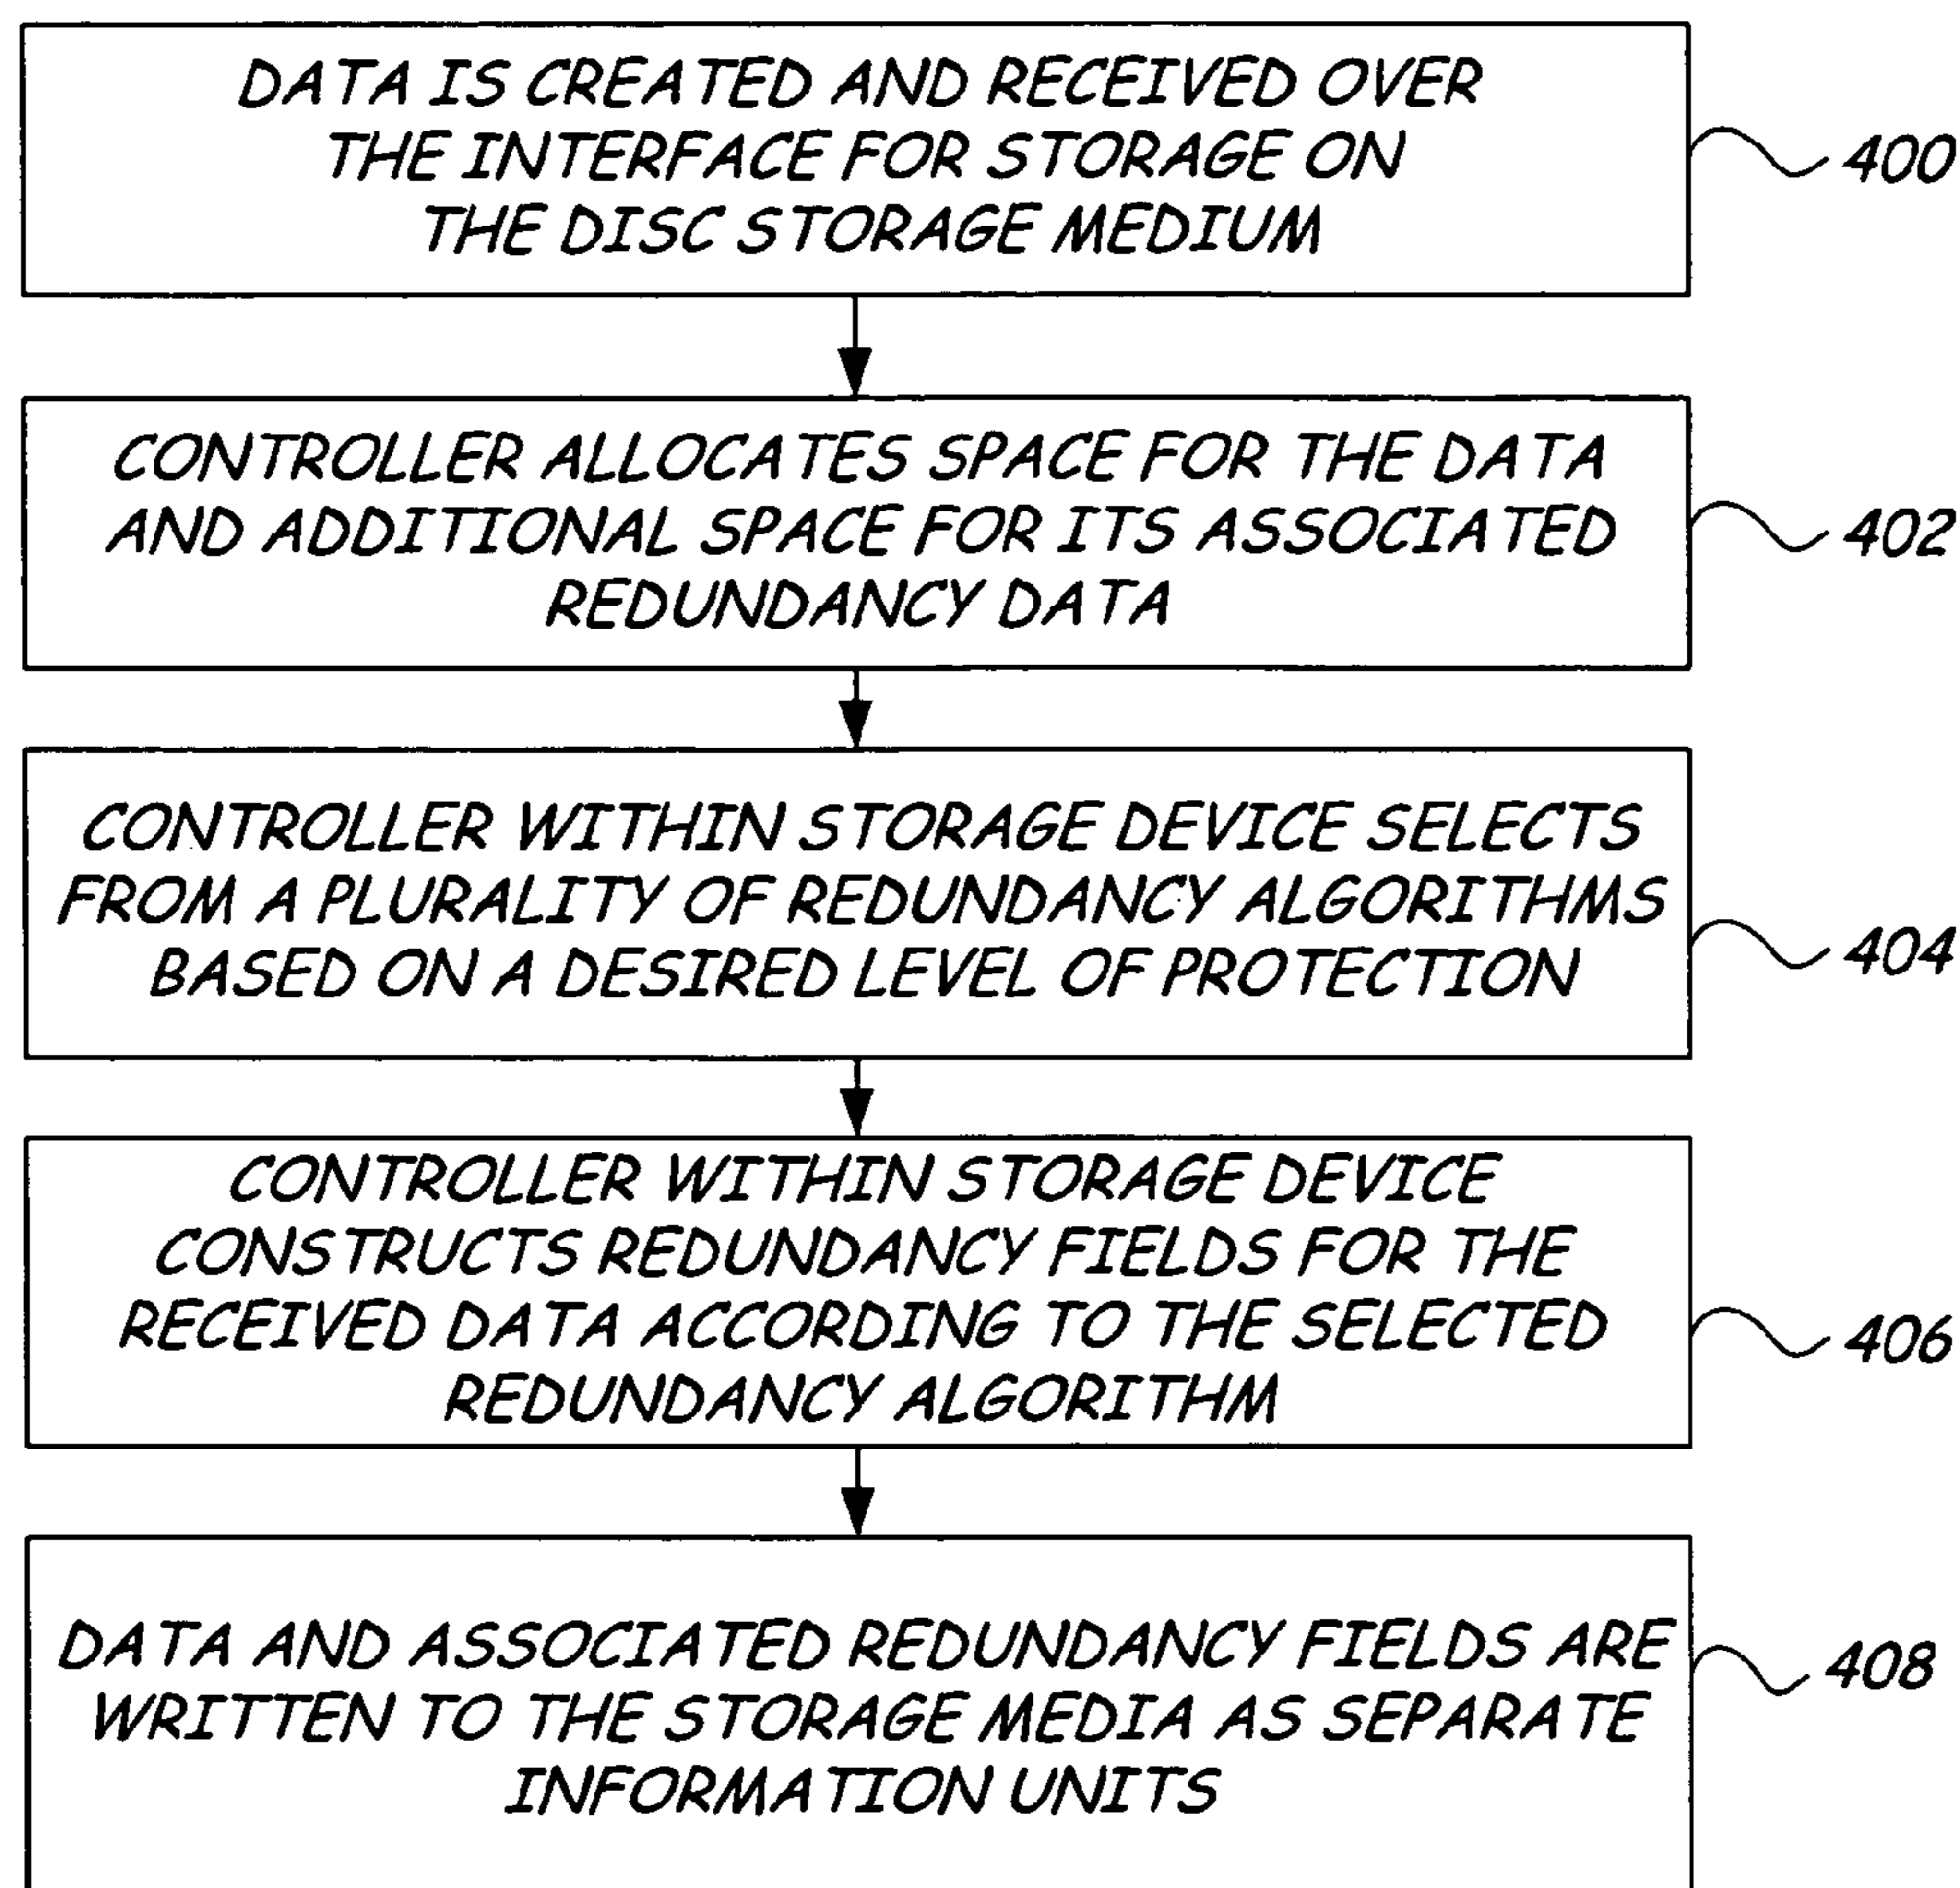 DATA IS CREATED AND RECEIVED OVER
THE INTERFACE FOR STORAGE ON
THE DISC STORAGE MEDIUM
400
CONTROLLER ALLOCATES SPACE FOR THE DATA
AND ADDITIONAL SPACE FOR ITS ASSOCIATED
REDUNDANCY DATA
402
CONTROLLER WITHIN STORAGE DEVICE SELECTS
FROM A PLURALITY OF REDUNDANCY ALGORITHMS
BASED ON A DESIRED LEVEL OF PROTECTION
404
CONTROLLER WITHIN STORAGE DEVICE
CONSTRUCTS REDUNDANCY FIELDS FOR THE
RECEIVED DATA ACCORDING TO THE SELECTED
REDUNDANCY ALGORITHM
406
DATA AND ASSOCIATED REDUNDANCY FIELDS ARE
WRITTEN TO THE STORAGE MEDIA AS SEPARATE
INFORMATION UNITS
408